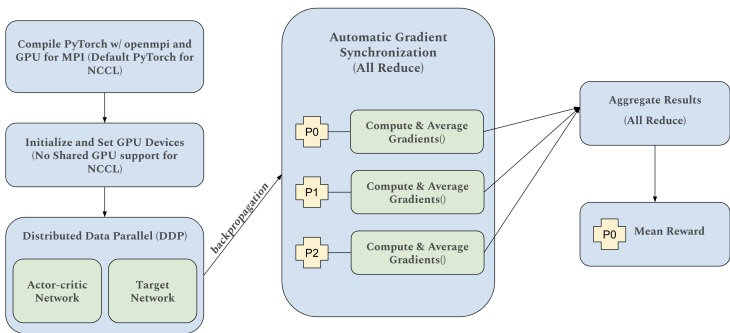 Compile PyTorch w/ openmpi and
GPU for MPI (Default PyTorch for
NCCL)
Initialize and Set GPU Devices
(No Shared GPU support for
NCCL)
Distributed Data Parallel (DDP)
Actor-critic
Network
Target
Network
backpropagation
Automatic Gradient
Synchronization
(All Reduce)
P0
Compute & Average
Gradients()
P1
Compute & Average
Gradients()
P2
Compute & Average
Gradients()
Aggregate Results
(All Reduce)
P0
Mean Reward